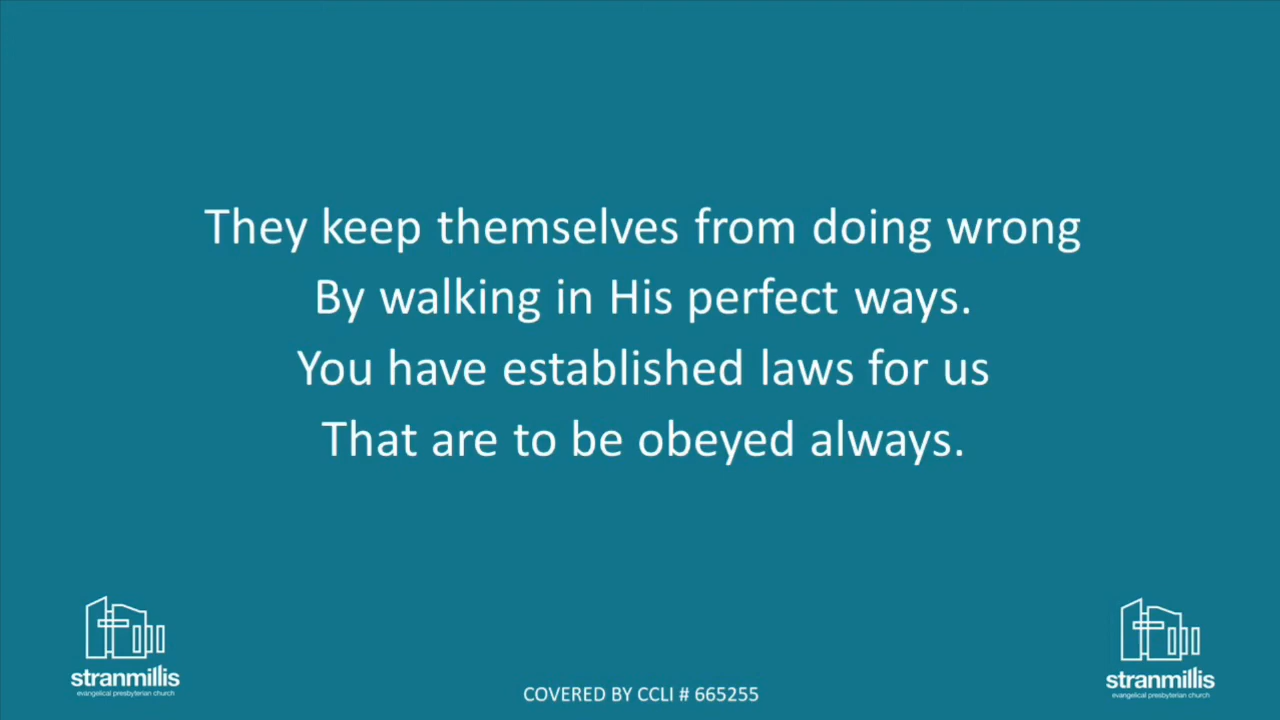 They keep themselves from doing wrong
By walking in His perfect ways.
You have established laws for us
That are to be obeyed always.
stranmillis
evangelical presbyterian church
COVERED BY CCLI # 665255
stranmillis
evangelical presbyterian church